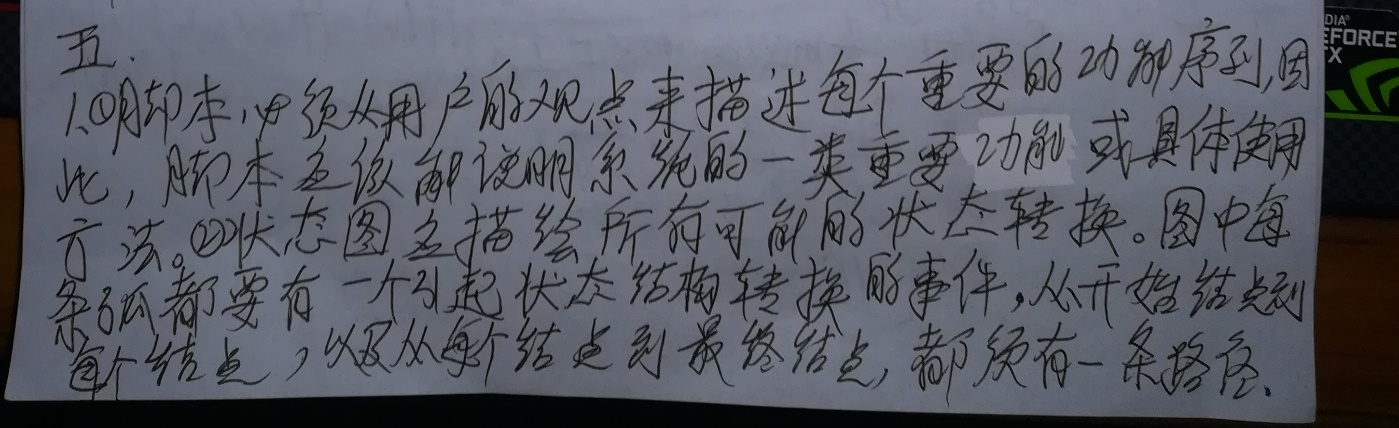 五.
1.①脚本必须从用户的观点来描述每个重要的功能序列,因
此,脚本应该能说明系统的一类重要功能或具体使用
方法。②状态图应描绘所有可能的状态转换。图中每
条弧都要有一个引起状态结构转换的事件。从开始结点到
每个结点,以及从每个结点到最终结点,都须有一条路径.
DIA®
EFORCE
X